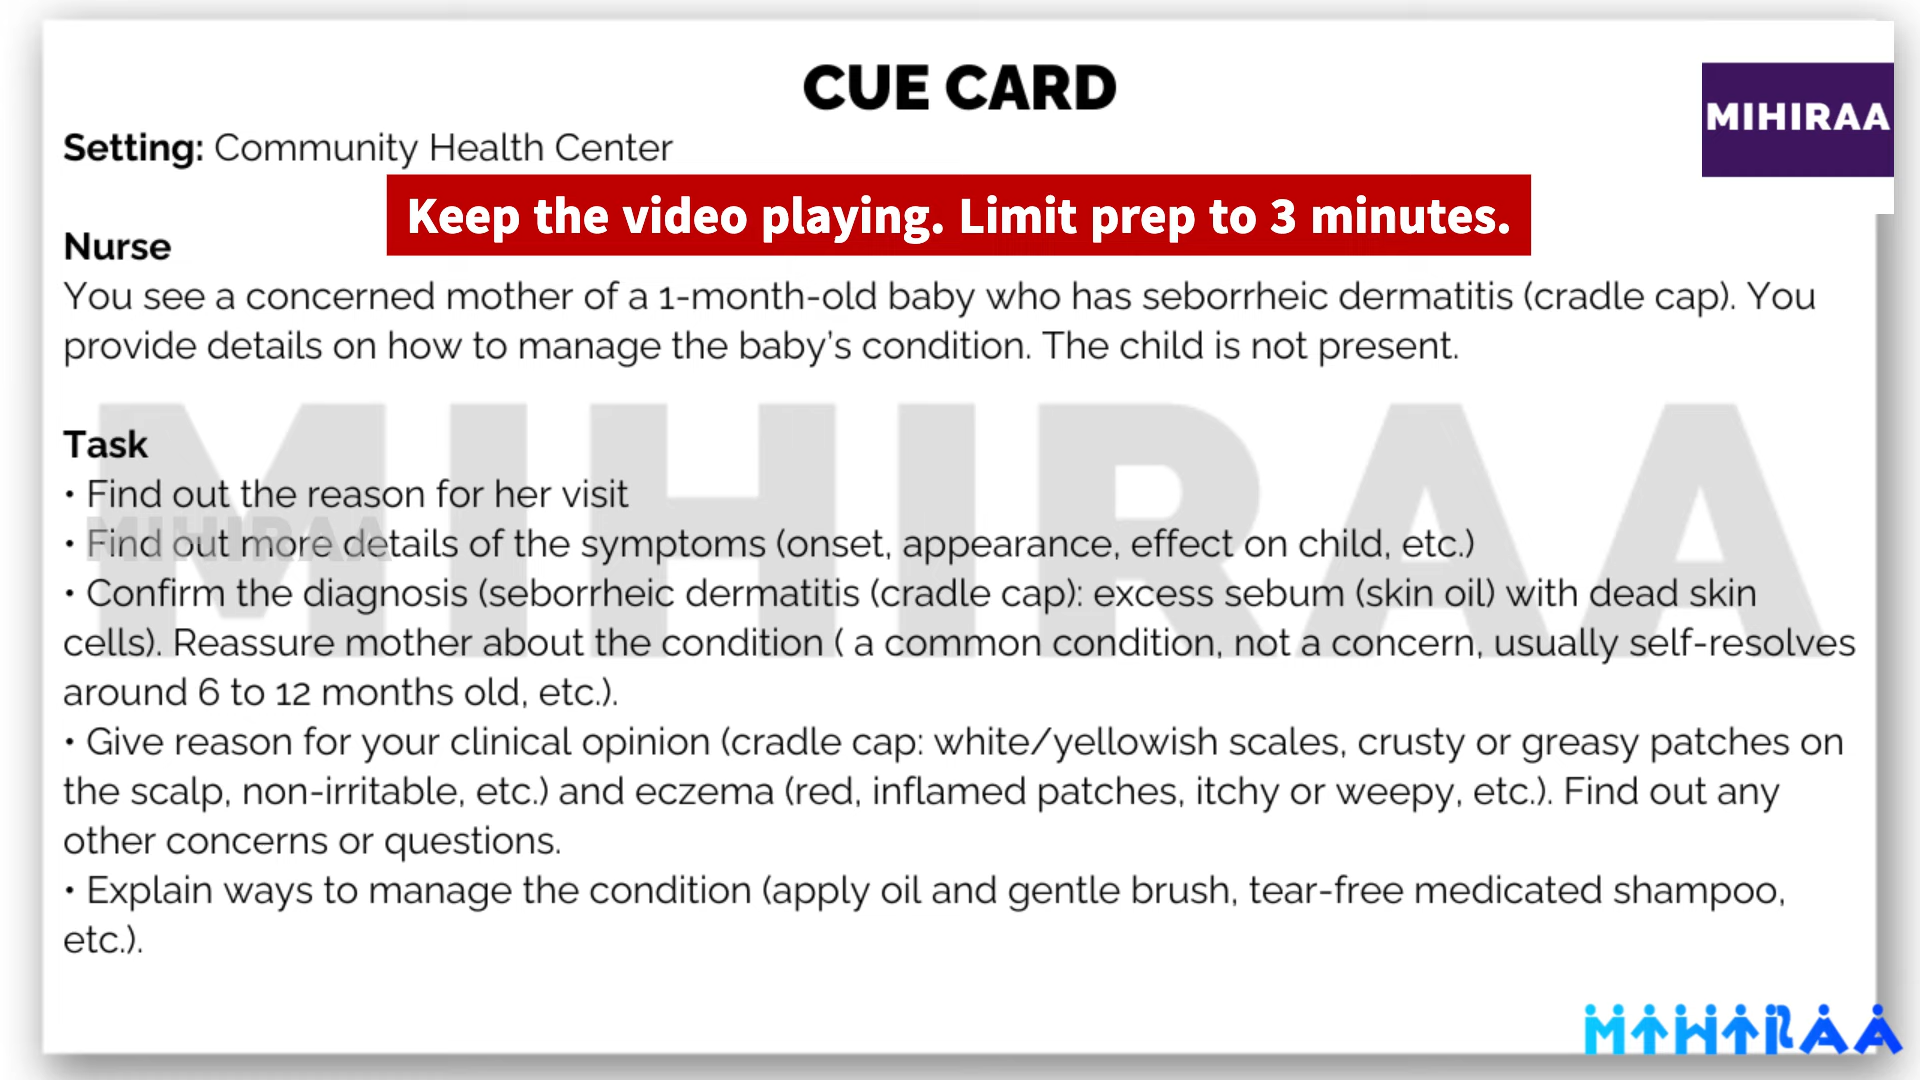 CUE CARD
MIHIRAA
Setting: Community Health Center
Keep the video playing. Limit prep to 3 minutes.
Nurse
You see a concerned mother of a 1-month-old baby who has seborrheic dermatitis (cradle cap). You
provide details on how to manage the baby's condition. The child is not present.
MIHIRAA
Task
• Find out the reason for her visit
MIHIRAA
• Find out more details of the symptoms (onset, appearance, effect on child, etc.)
• Confirm the diagnosis (seborrheic dermatitis (cradle cap): excess sebum (skin oil) with dead skin
cells). Reassure mother about the condition ( a common condition, not a concern, usually self-resolves
around 6 to 12 months old, etc.).
• Give reason for your clinical opinion (cradle cap: white/yellowish scales, crusty or greasy patches on
the scalp, non-irritable, etc.) and eczema (red, inflamed patches, itchy or weepy, etc.). Find out any
other concerns or questions.
• Explain ways to manage the condition (apply oil and gentle brush, tear-free medicated shampoo,
etc.).
MIHIRAA